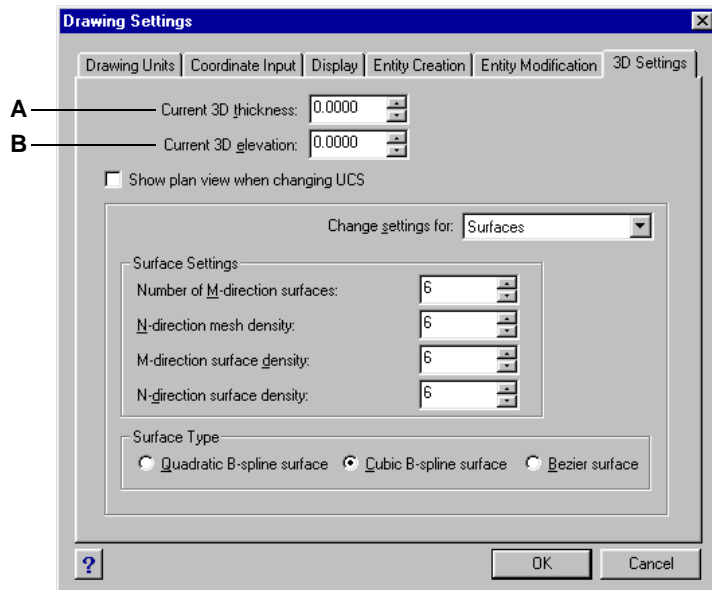 Drawing Settings
Drawing Units Coordinate Input Display Entity Creation Entity Modification 3D Settings
A Current 3D thickness: 0.0000
B Current 3D elevation: 0.0000
Show plan view when changing UCS
Change settings for: Surfaces
Surface Settings
Number of M-direction surfaces: 6
N-direction mesh density: 6
M-direction surface density: 6
N-direction surface density: 6
Surface Type
Quadratic B-spline surface Cubic B-spline surface Bezier surface
? OK Cancel